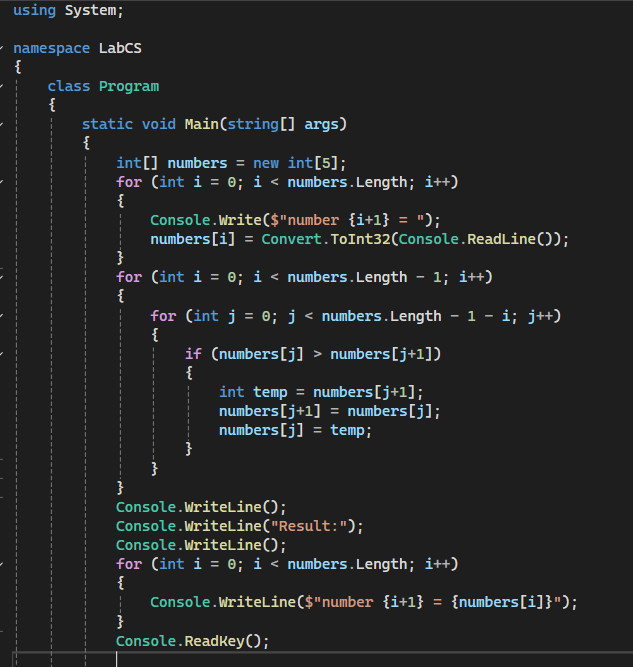 using System;
namespace LabCS
{
class Program
{
static void Main(string[] args)
{
int[] numbers = new int[5];
for (int i = 0; i < numbers.Length; i++)
{
Console.Write($"number {i+1} = ");
numbers[i] = Convert.ToInt32(Console.ReadLine());
}
for (int i = 0; i < numbers.Length - 1; i++)
{
for (int j = 0; j < numbers.Length - 1 - i; j++)
{
if (numbers[j] > numbers[j+1])
{
int temp = numbers[j+1];
numbers[j+1] = numbers[j];
numbers[j] = temp;
}
}
}
Console.WriteLine();
Console.WriteLine("Result:");
Console.WriteLine();
for (int i = 0; i < numbers.Length; i++)
{
Console.WriteLine($"number {i+1} = {numbers[i]}");
}
Console.ReadKey();